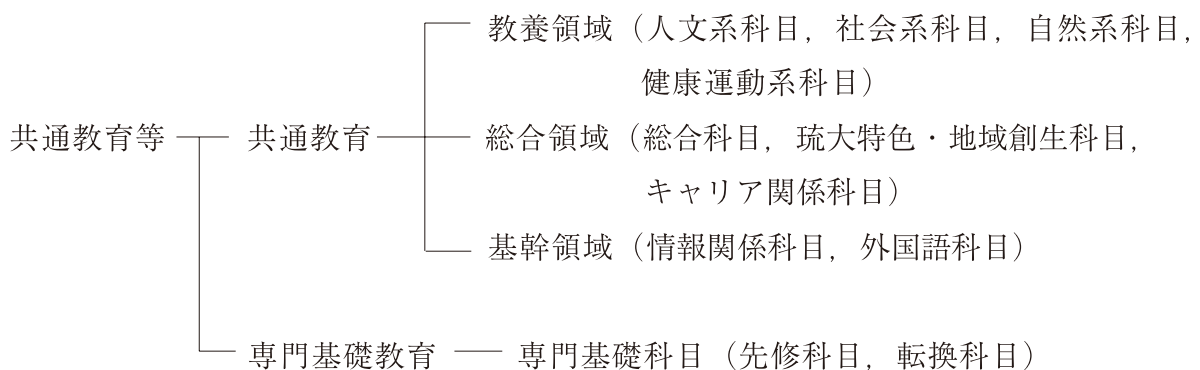 教養領域（人文系科目，社会系科目，自然系科目，
健康運動系科目）
共通教育等　共通教育　総合領域（総合科目，琉大特色・地域創生科目，
キャリア関係科目）
基幹領域（情報関係科目，外国語科目）
専門基礎教育　専門基礎科目（先修科目，転換科目）